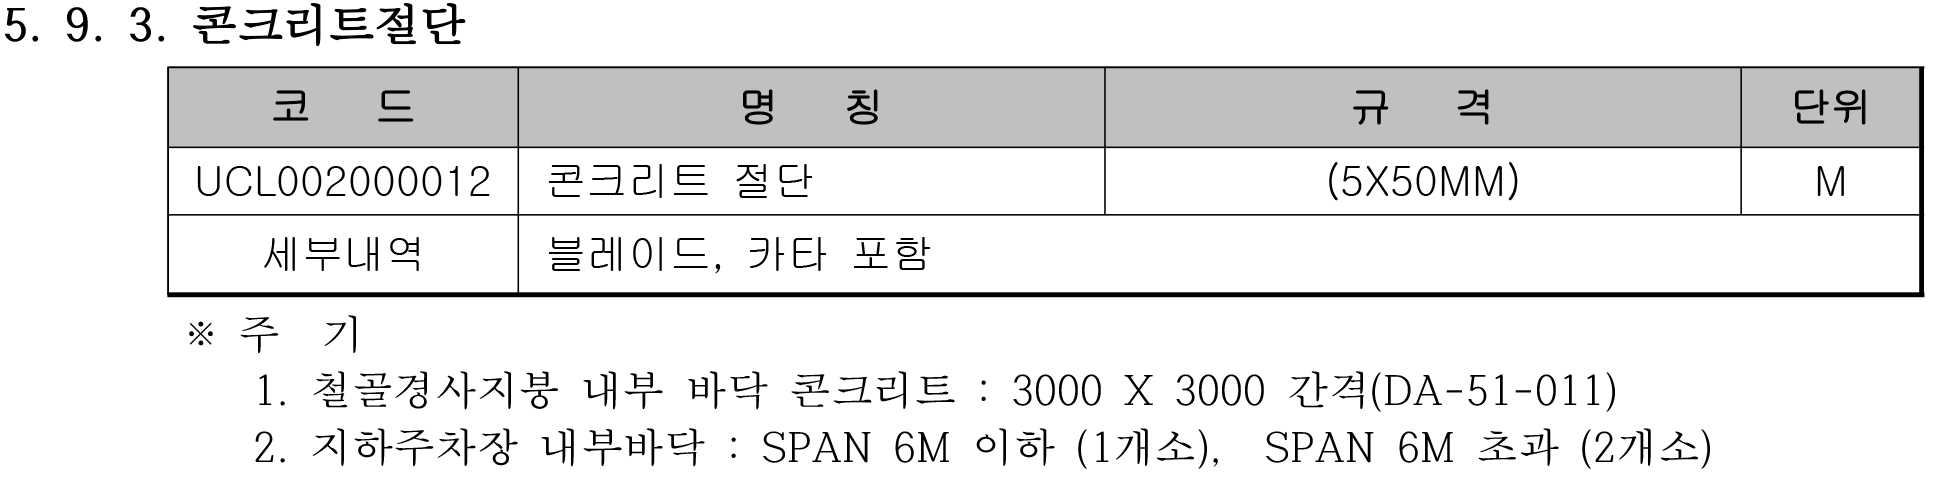 5. 9. 3. 콘크리트절단
코 드 명 칭 규 격 단위
UCL002000012 콘크리트 절단 (5X50MM) M
세부내역 블레이드, 카타 포함
※ 주 기
1. 철골경사지붕 내부 바닥 콘크리트 : 3000 X 3000 간격(DA-51-011)
2. 지하주차장 내부바닥 : SPAN 6M 이하 (1개소), SPAN 6M 초과 (2개소)